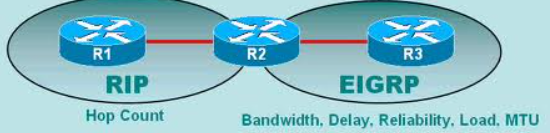 R1
R2
R3
RIP
EIGRP
Hop Count
Bandwidth, Delay, Reliability, Load, MTU